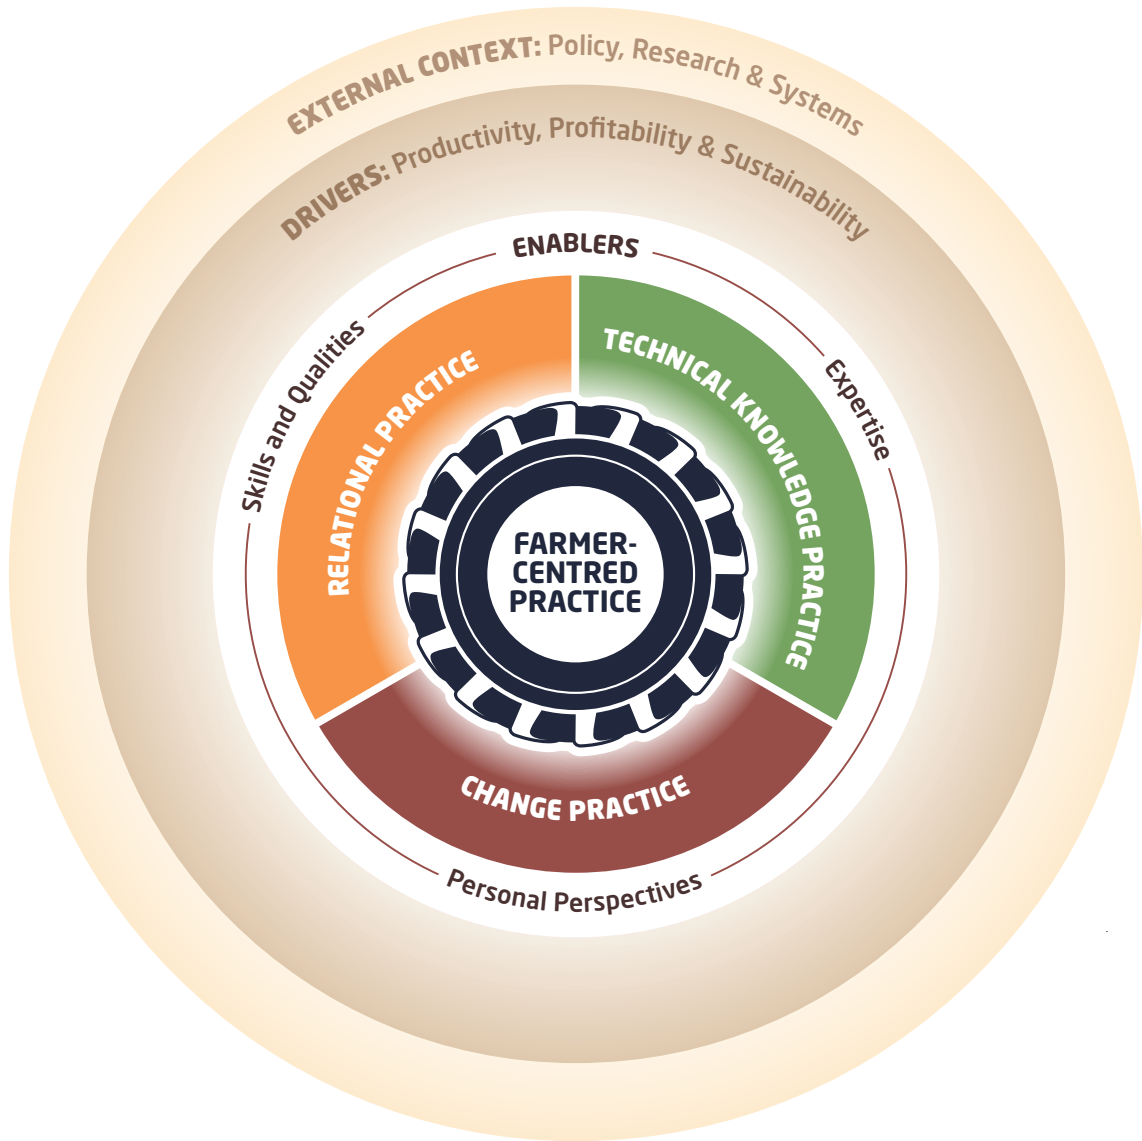 EXTERNAL CONTEXT: Policy, Research & Systems
DRIVERS: Productivity, Profitability & Sustainability
ENABLERS
Skills and Qualities
Expertise
Personal Perspectives
RELATIONAL PRACTICE
TECHNICAL KNOWLEDGE PRACTICE
CHANGE PRACTICE
FARMER-
CENTRED
PRACTICE